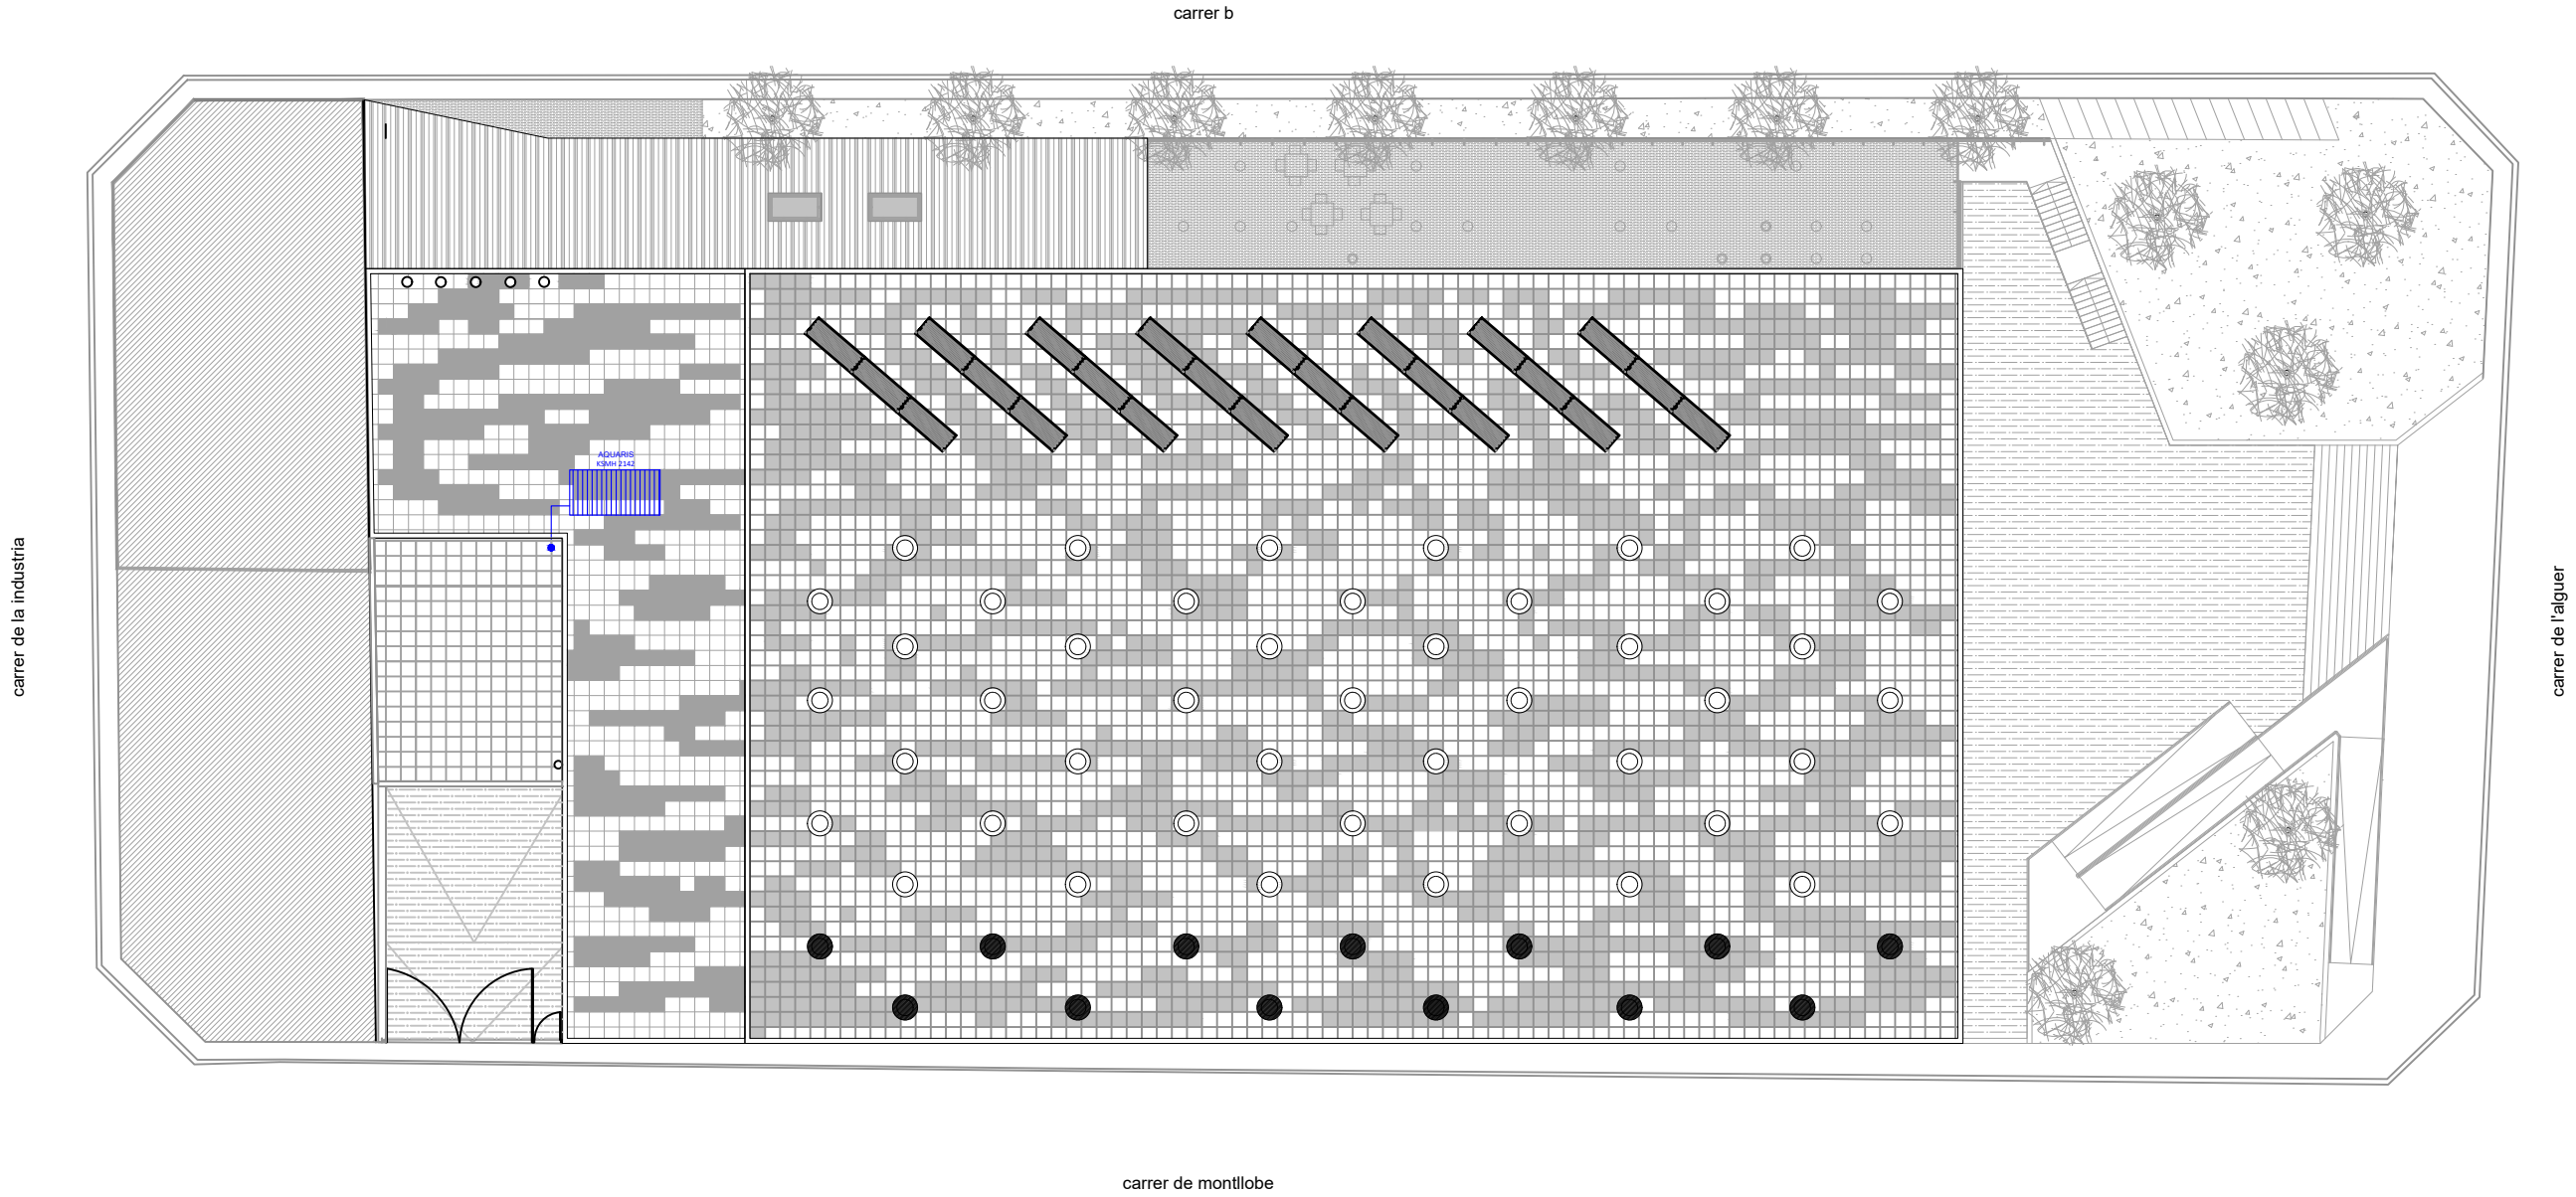 carrer b
AQUARIS
KSMH 2142
carrer de la industria
carrer de l'alguer
carrer de montllobe